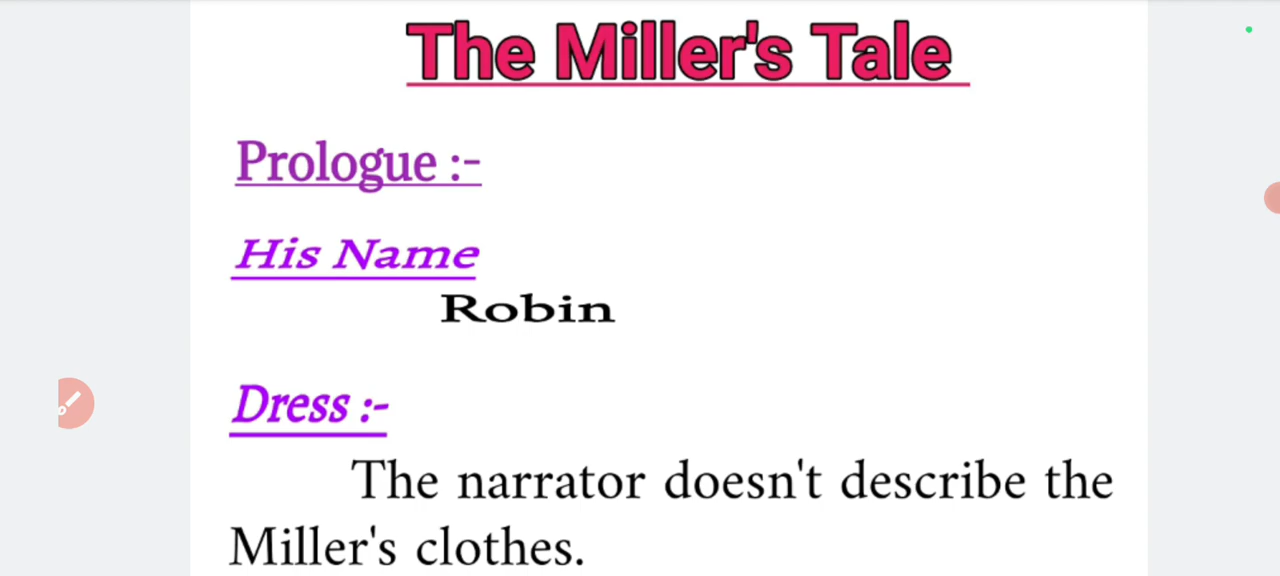 The Miller's Tale
Prologue :-
His Name
Robin
Dress :-
The narrator doesn't describe the
Miller's clothes.